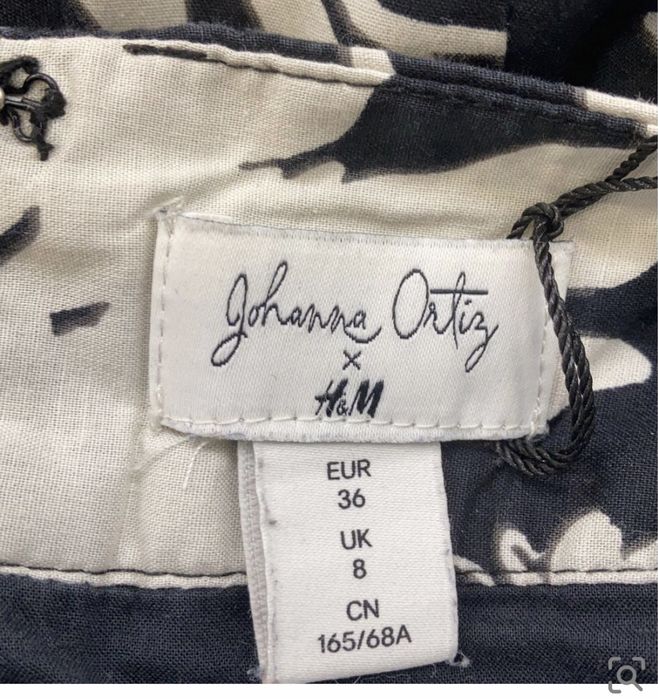 Johanna Ortiz
×
H&M
EUR
36
UK
8
CN
165/68A